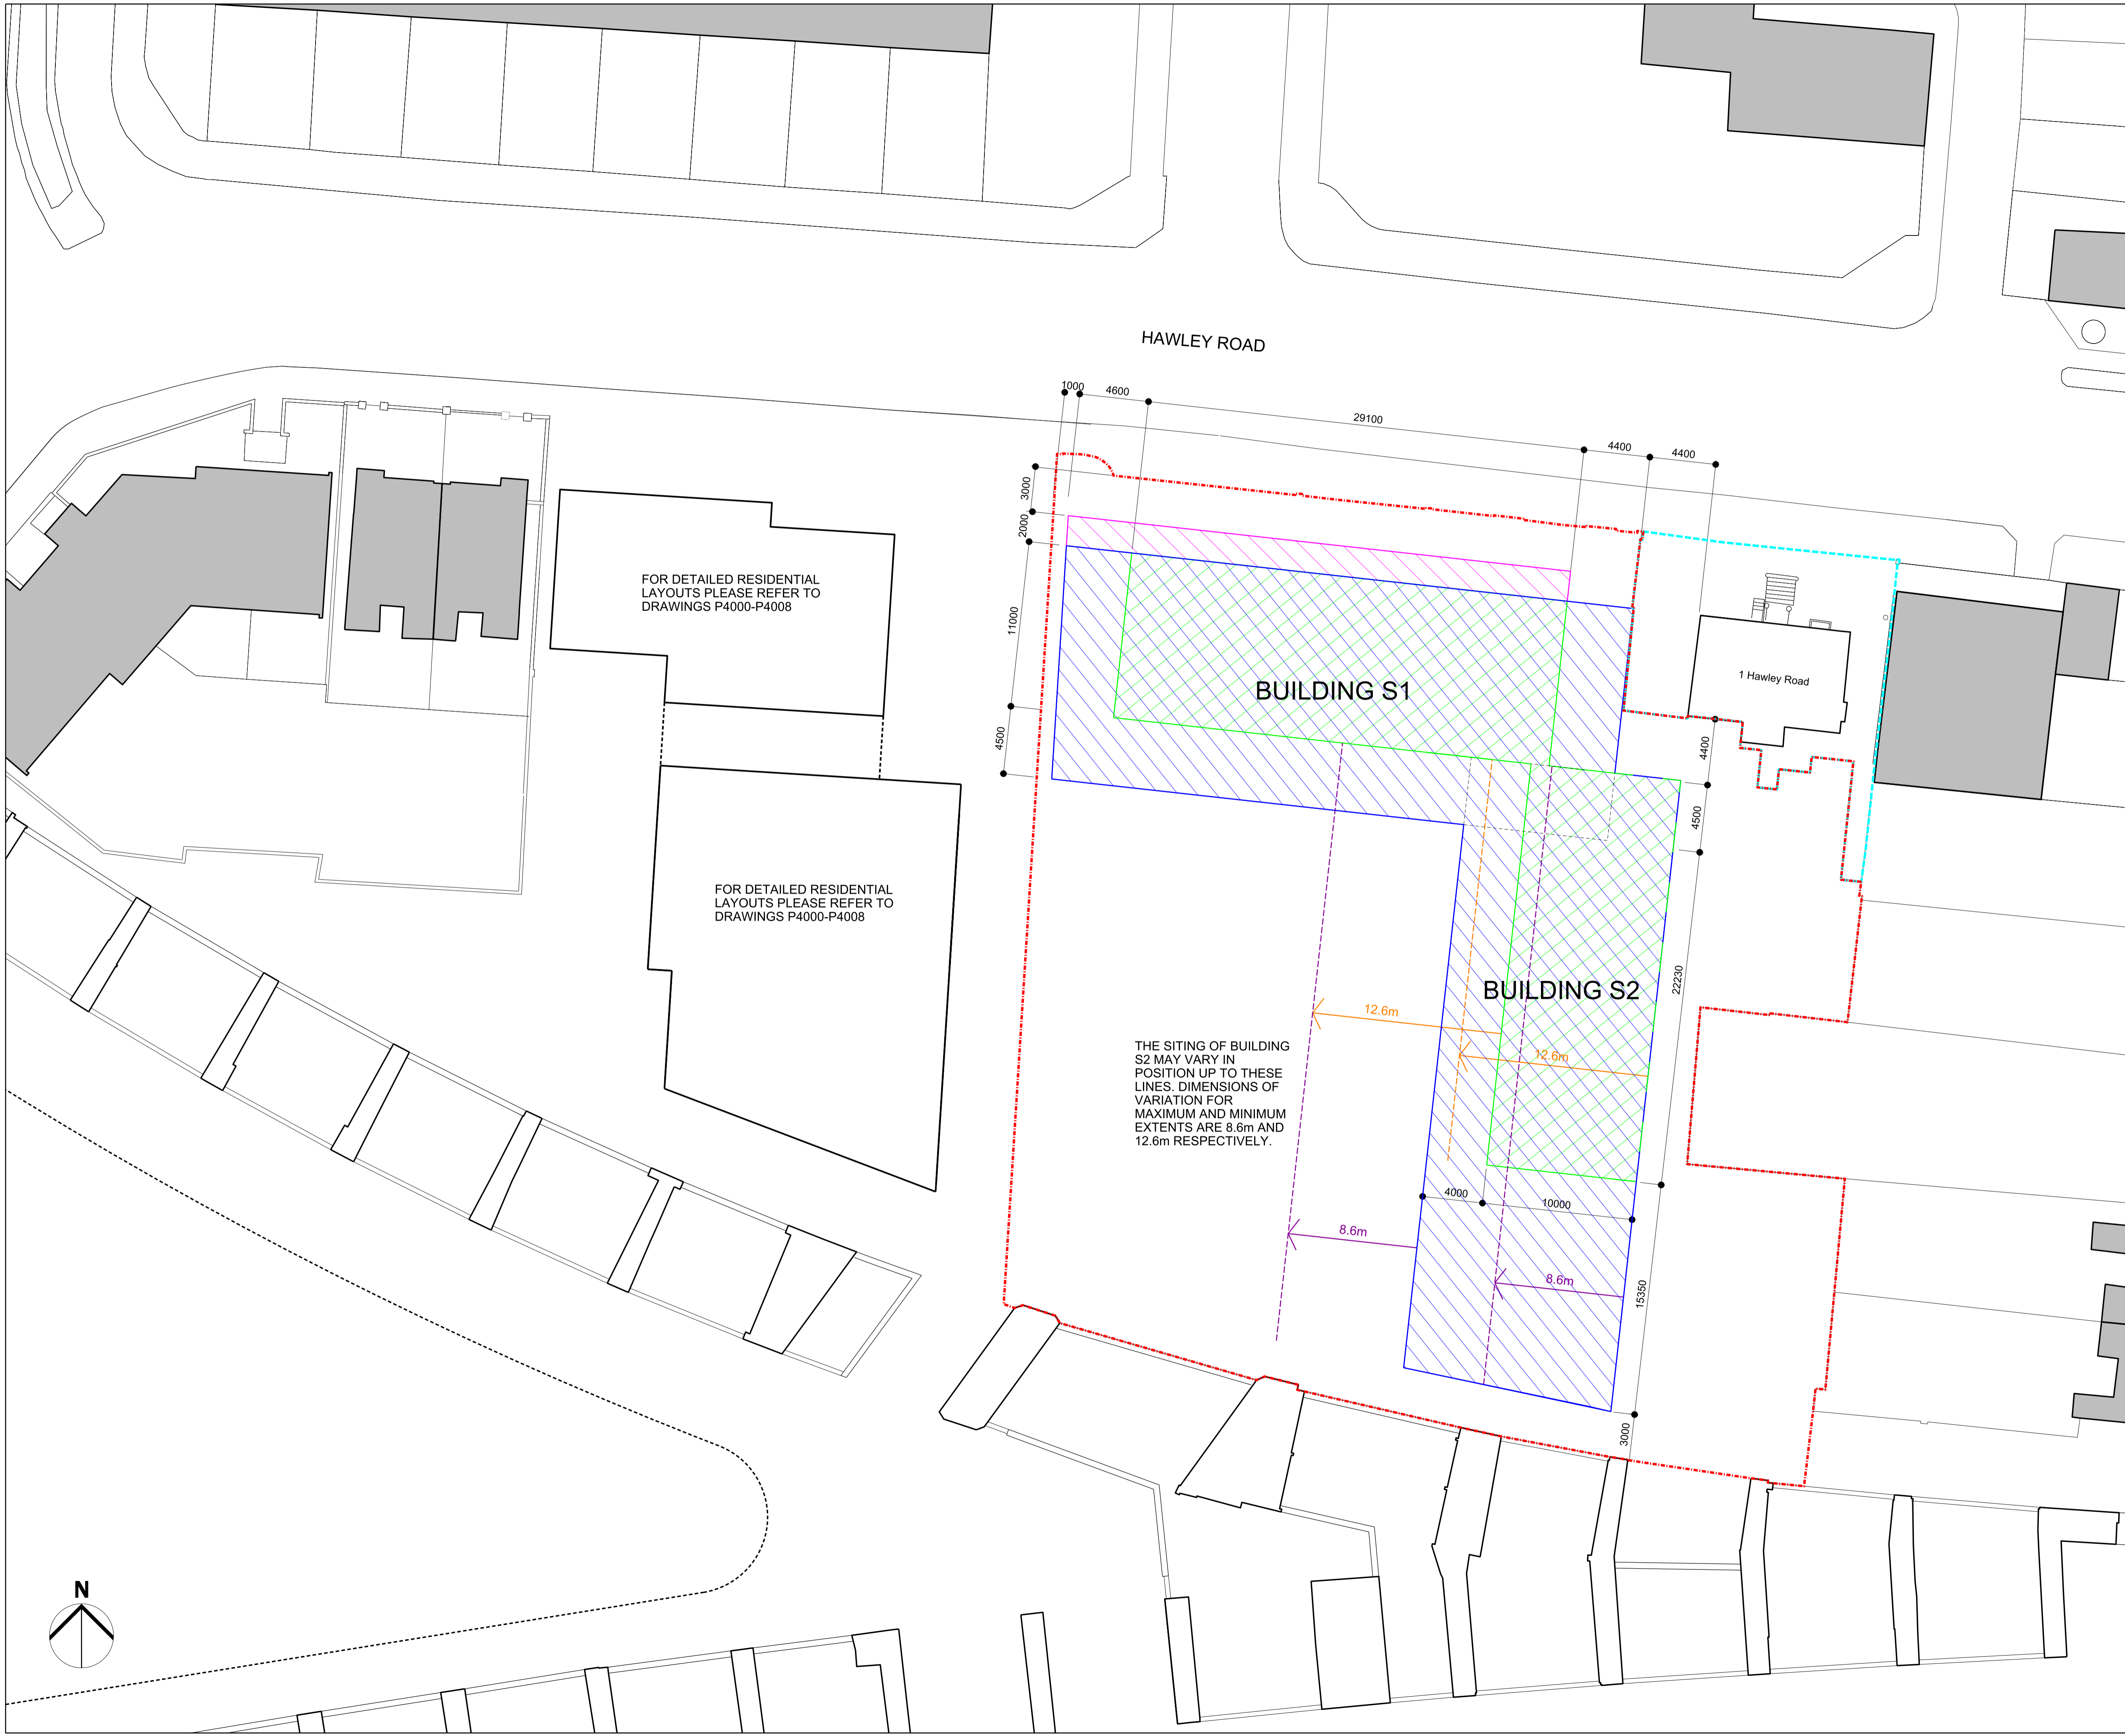 HAWLEY ROAD
1000
4600
29100
4400
4400
3000
2000
11000
4500
FOR DETAILED RESIDENTIAL
LAYOUTS PLEASE REFER TO
DRAWINGS P4000-P4008
BUILDING S1
1 Hawley Road
4400
4500
22230
FOR DETAILED RESIDENTIAL
LAYOUTS PLEASE REFER TO
DRAWINGS P4000-P4008
BUILDING S2
12.6m
12.6m
THE SITING OF BUILDING
S2 MAY VARY IN
POSITION UP TO THESE
LINES. DIMENSIONS OF
VARIATION FOR
MAXIMUM AND MINIMUM
EXTENTS ARE 8.6m AND
12.6m RESPECTIVELY.
4000
10000
8.6m
8.6m
15350
3000
N